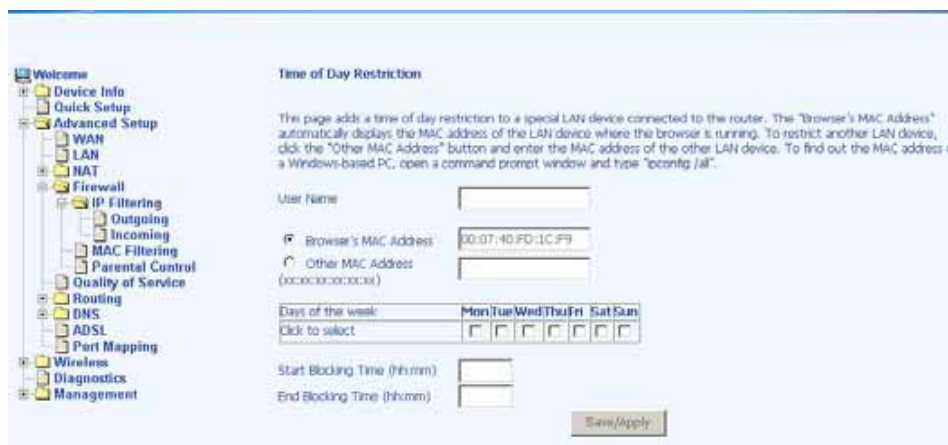 Welcome
Device Info
Quick Setup
Advanced Setup
WAN
LAN
NAT
Firewall
IP Filtering
Outgoing
Incoming
MAC Filtering
Parental Control
Quality of Service
Routing
DNS
ADSL
Port Mapping
Wireless
Diagnostics
Management
Time of Day Restriction
This page adds a time of day restriction to a special LAN device connected to the router. The "Browser's MAC Address"
automatically displays the MAC address of the LAN device where the browser is running. To restrict another LAN device,
click the "Other MAC Address" button and enter the MAC address of the other LAN device. To find out the MAC address
a Windows-based PC, open a command prompt window and type "ipconfig /all".
User Name
Browser's MAC Address 00:07:40:FD:1C:F9
Other MAC Address
(xx:xx:xx:xx:xx:xx)
Days of the week Mon Tue Wed Thu Fri Sat Sun
Click to select
Start Blocking Time (hh:mm)
End Blocking Time (hh:mm)
Save/Apply